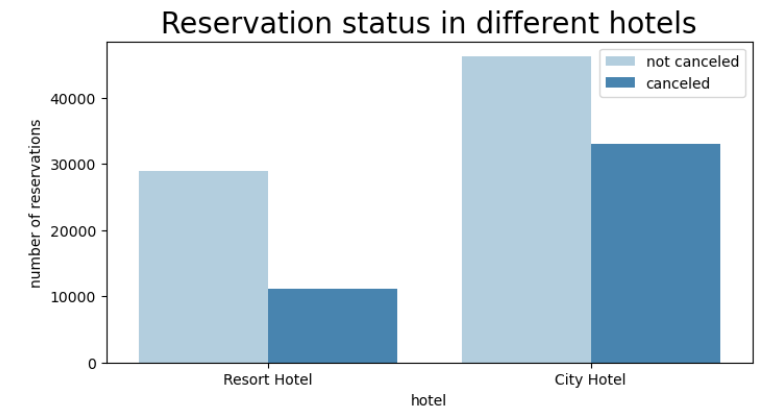 Reservation status in different hotels
not canceled
canceled
number of reservations
40000
30000
20000
10000
0
Resort Hotel
City Hotel
hotel